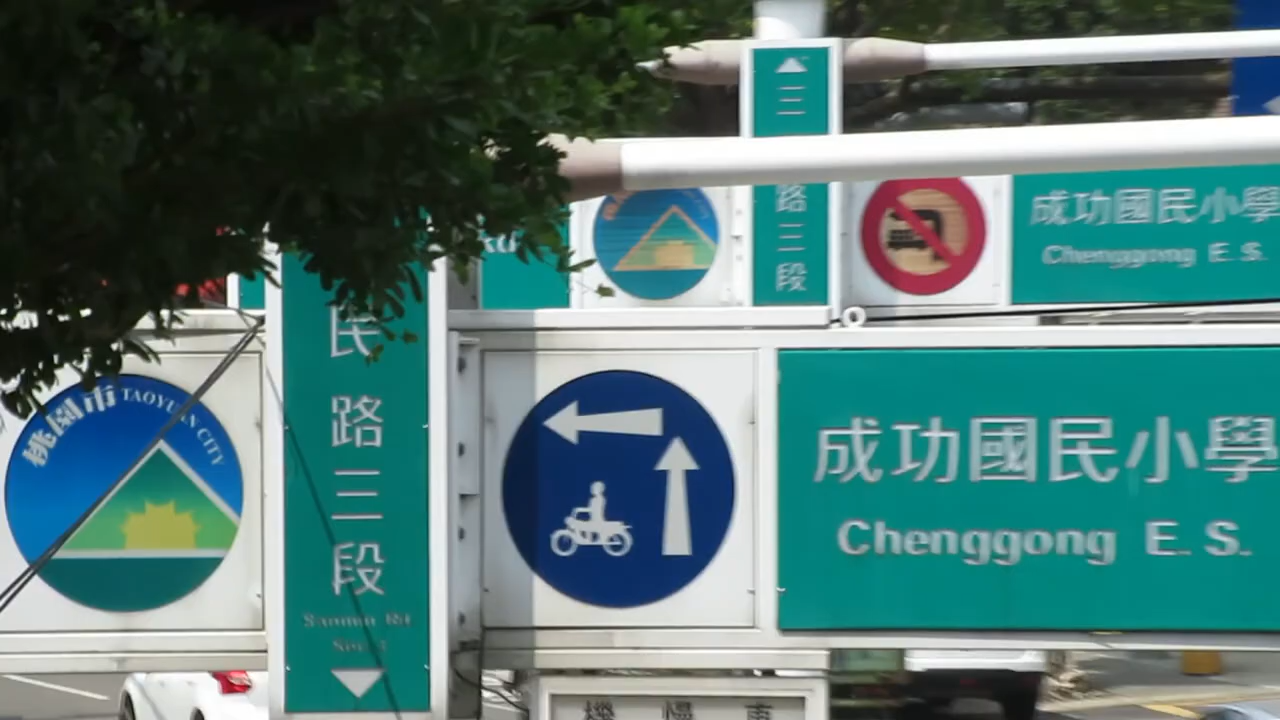 三
路三段
成功國民小學
Chenggong E. S.
民路三段
桃園市 TAOYUAN CITY
成功國民小學
Chenggong E. S.